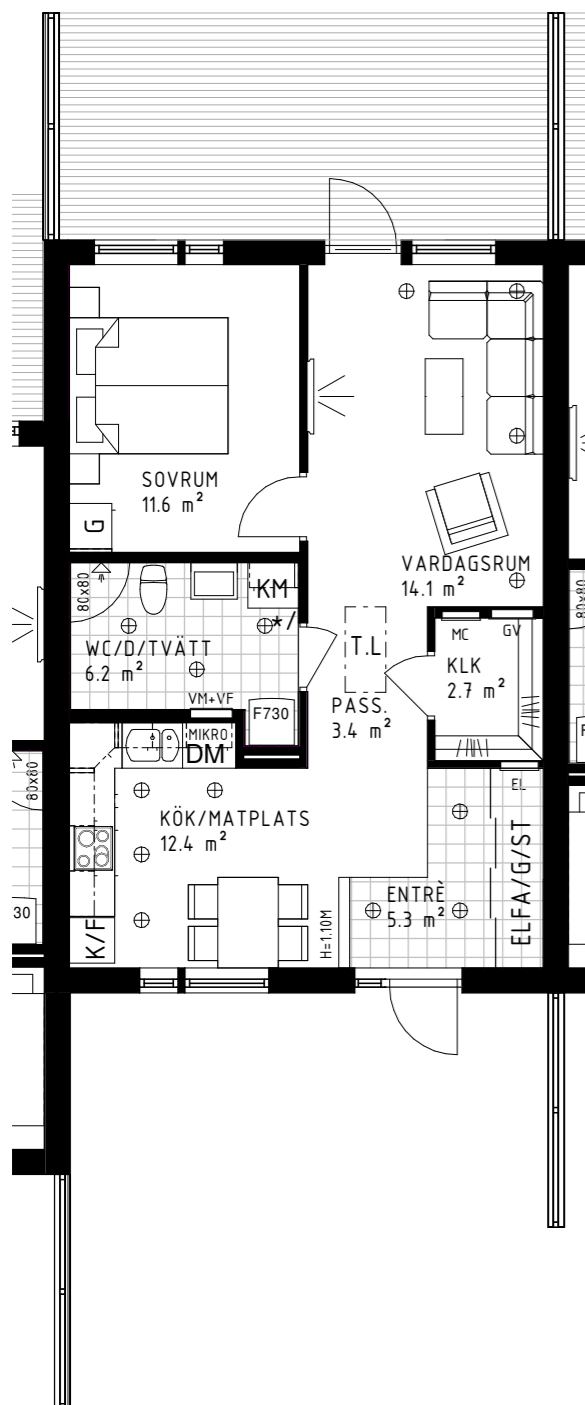 SOVRUM
11.6 m²
G
VARDAGSRUM
14.1 m²
80x80
KM
*/
WC/D/TVÄTT
6.2 m²
VM+VF
F730
T.L
PASS.
3.4 m²
MC
GV
KLK
2.7 m²
80x80
F
MIKRO
DM
KÖK/MATPLATS
12.4 m²
K/F
H=1.10M
EL
ENTRÈ
5.3 m²
ELFA/G/ST
80x80
30